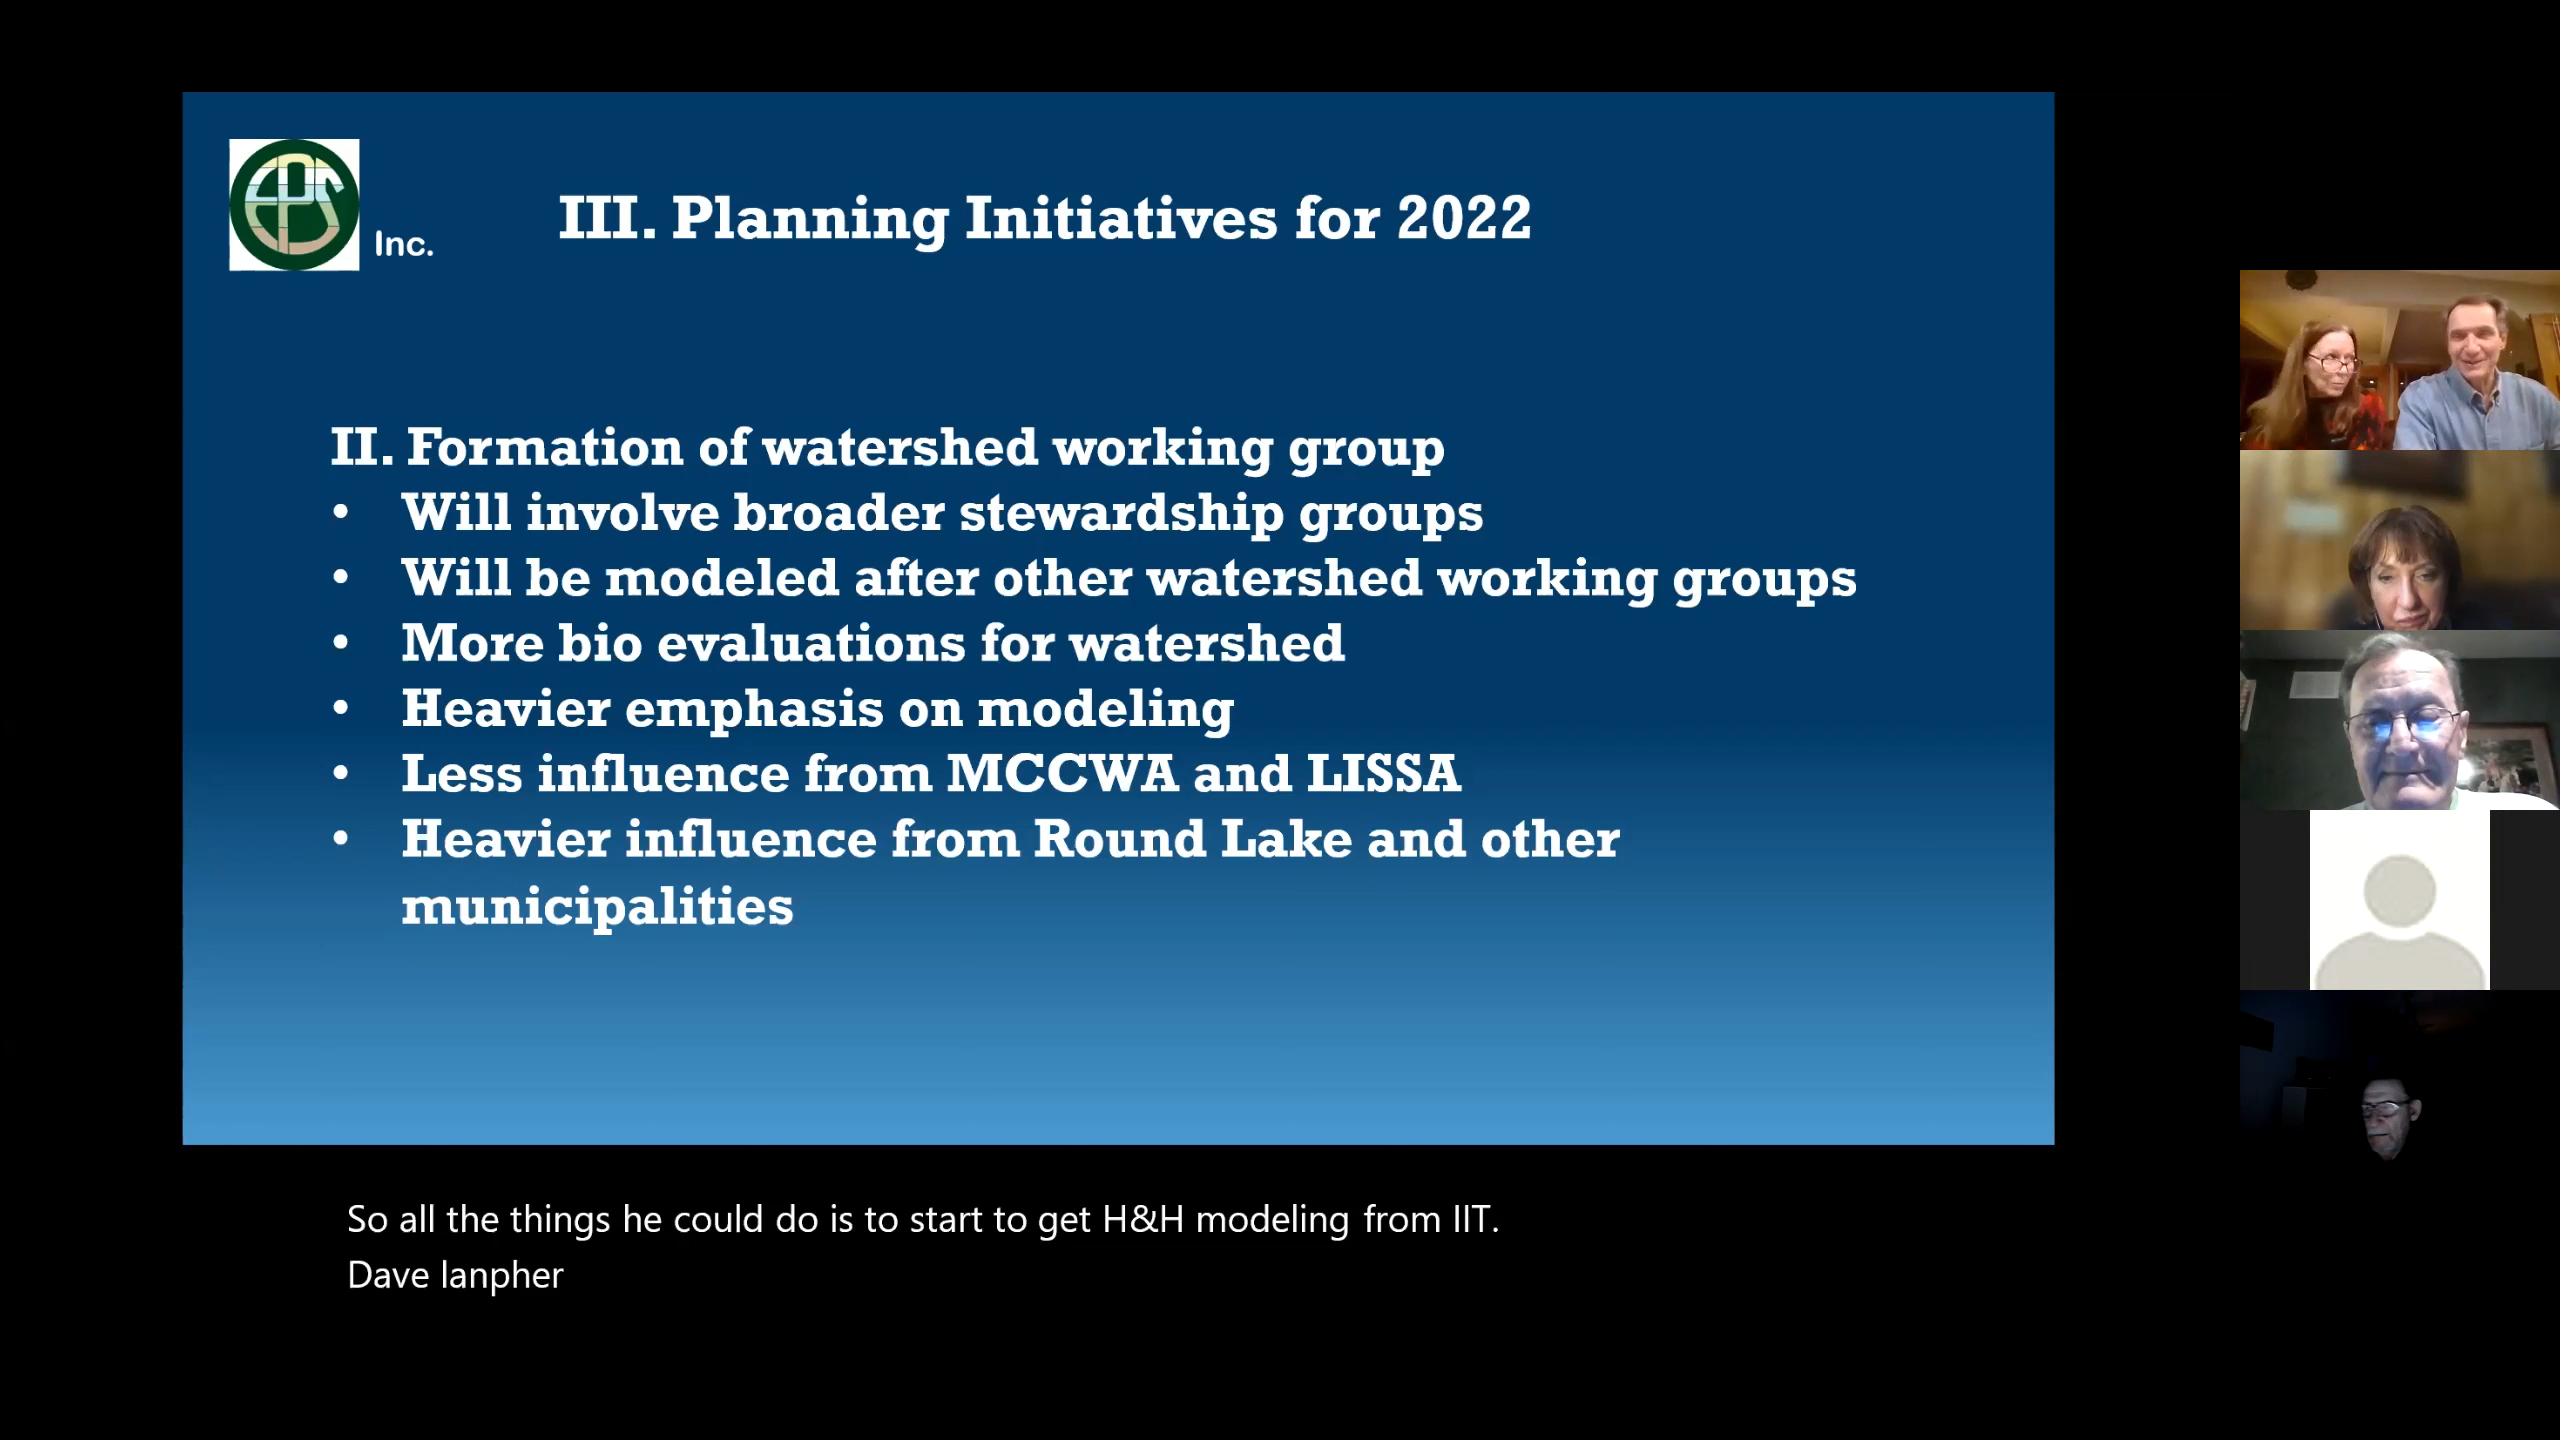 EPS
Inc.
III. Planning Initiatives for 2022
II. Formation of watershed working group
• Will involve broader stewardship groups
• Will be modeled after other watershed working groups
• More bio evaluations for watershed
• Heavier emphasis on modeling
• Less influence from MCCWA and LISSA
• Heavier influence from Round Lake and other
municipalities
So all the things he could do is to start to get H&H modeling from IIT.
Dave lanpher